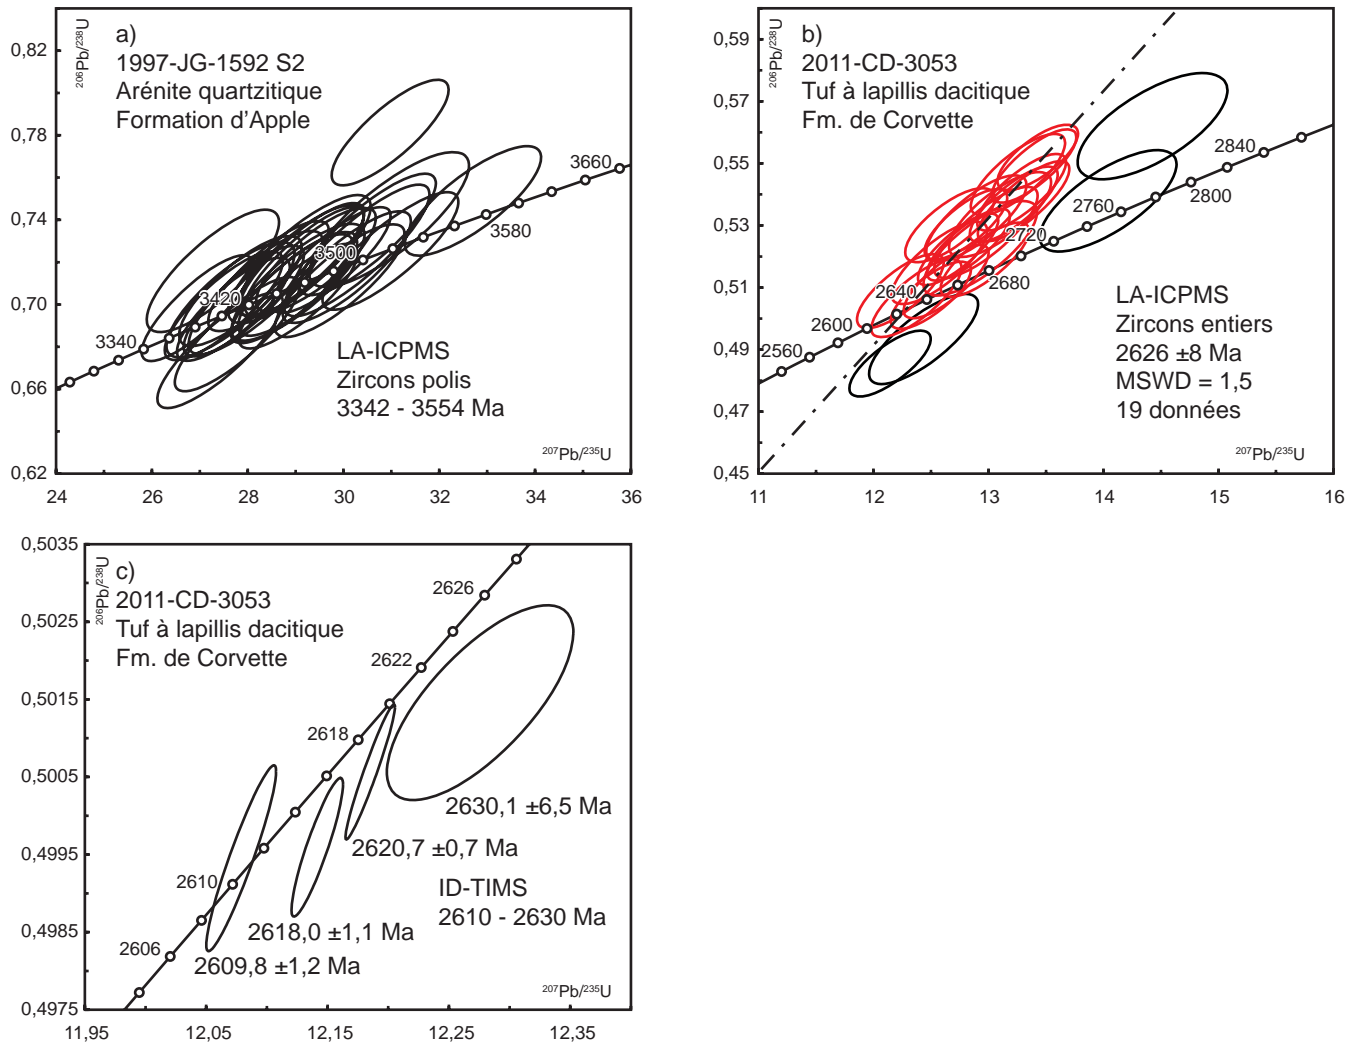 a)
1997-JG-1592 S2
Arénite quartzitique
Formation d'Apple
206Pb/238U
0,82
0,78
0,74
0,70
0,66
0,62
3660
3580
3500
3420
3340
LA-ICPMS
Zircons polis
3342 - 3554 Ma
207Pb/235U
24 26 28 30 32 34 36
b)
2011-CD-3053
Tuf à lapillis dacitique
Fm. de Corvette
206Pb/238U
0,59
0,57
0,55
0,53
0,51
0,49
0,47
0,45
2840
2800
2760
2720
2680
2640
2600
2560
LA-ICPMS
Zircons entiers
2626 ±8 Ma
MSWD = 1,5
19 données
207Pb/235U
11 12 13 14 15 16
c)
2011-CD-3053
Tuf à lapillis dacitique
Fm. de Corvette
206Pb/238U
0,5035
0,5025
0,5015
0,5005
0,4995
0,4985
0,4975
2626
2622
2618
2610
2606
2630,1 ±6,5 Ma
2620,7 ±0,7 Ma
2618,0 ±1,1 Ma
2609,8 ±1,2 Ma
ID-TIMS
2610 - 2630 Ma
207Pb/235U
11,95 12,05 12,15 12,25 12,35